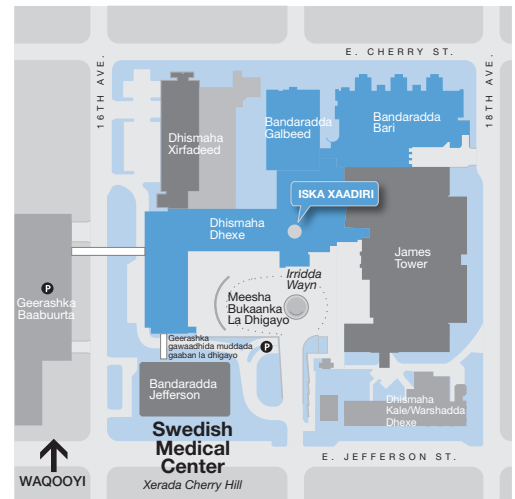 E. CHERRY ST.
16TH AVE.
18TH AVE.
Dhismaha
Xirfadeed
Bandaradda
Galbeed
Bandaradda
Bari
ISKA XAADIRI
Dhismaha
Dhexe
James
Tower
Irridda
Wayn
Meesha
Bukaanka
La Dhigayo
P
Geerashka
Baabuurta
Geerashka
gawaadhida muddada
gaaban la dhigayo
P
Bandaradda
Jefferson
Dhismaha
Kale/Warshadda
Dhexe
Swedish
Medical
Center
Xerada Cherry Hill
E. JEFFERSON ST.
WAQOOYI